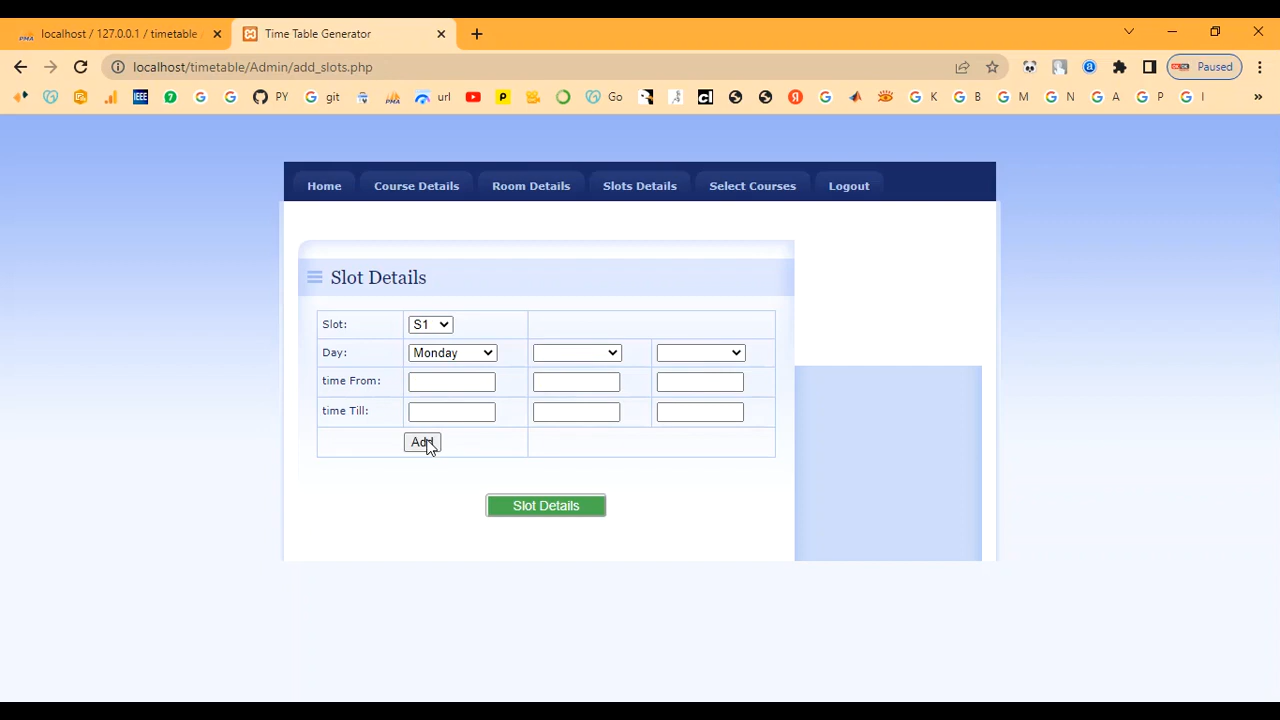 localhost / 127.0.0.1 / timetable
Time Table Generator
localhost/timetable/Admin/add_slots.php
Paused
IEEE
PY
git
url
Go
K
B
M
N
A
P
I
Home
Course Details
Room Details
Slots Details
Select Courses
Logout
Slot Details
Slot:
S1
Day:
Monday
time From:
time Till:
Add
Slot Details